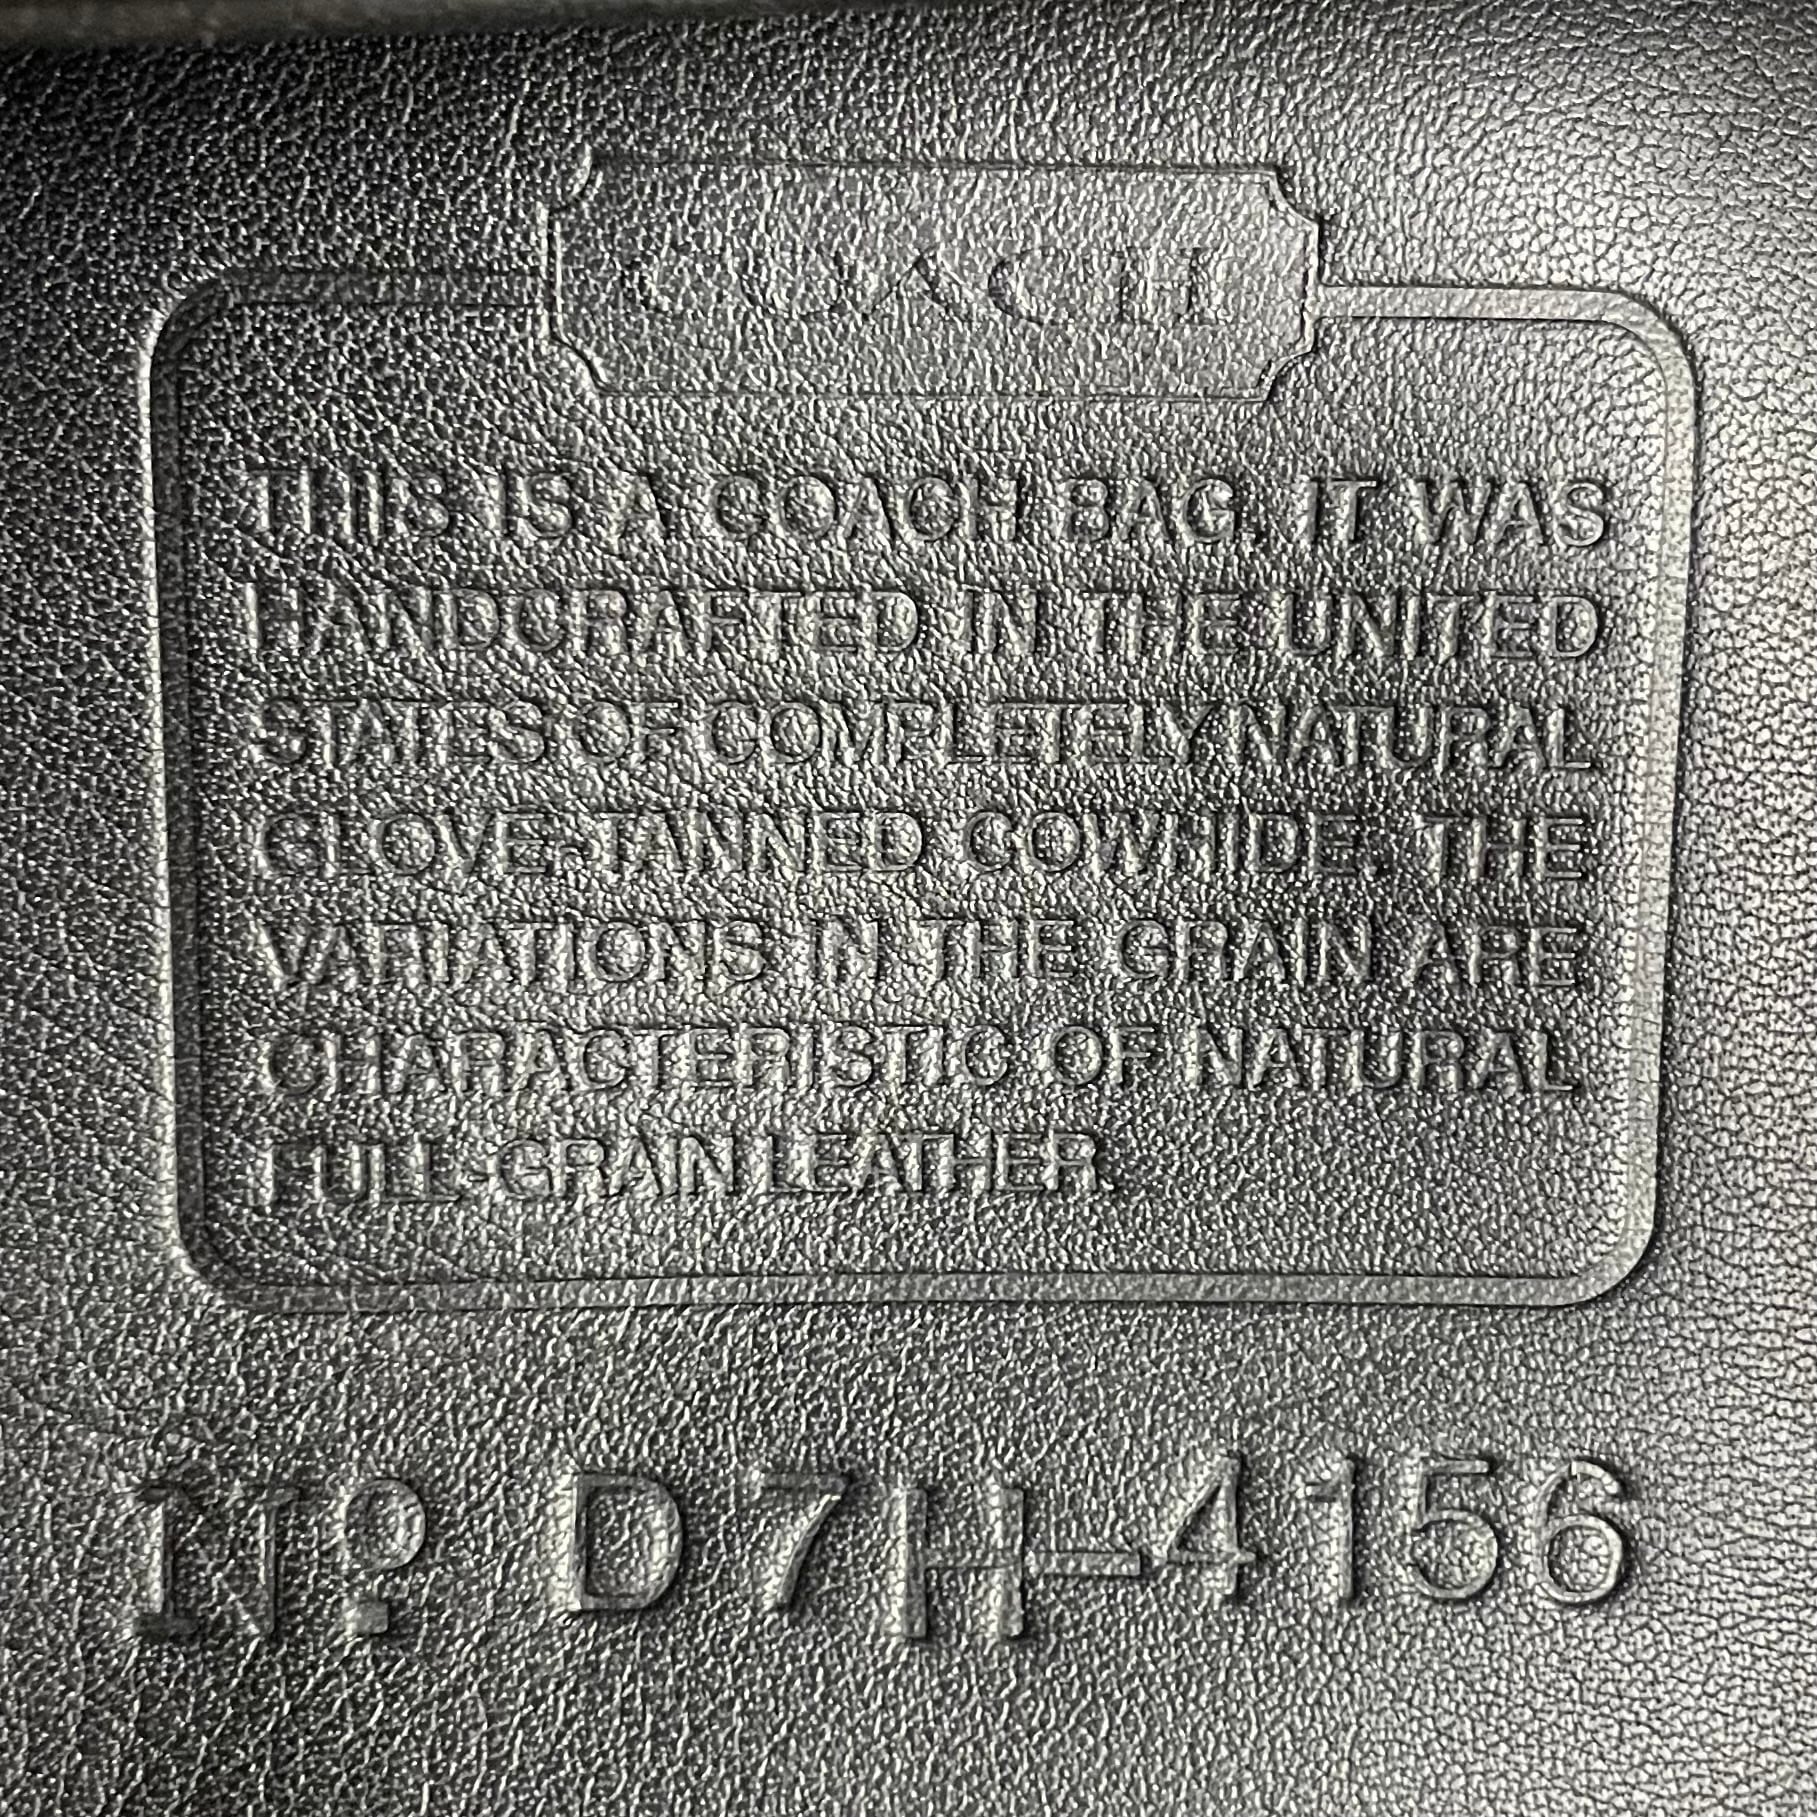 COACH
THIS IS A COACH BAG. IT WAS
HANDCRAFTED IN THE UNITED
STATES OF COMPLETELY NATURAL
GLOVE-TANNED COWHIDE. THE
VARIATIONS IN THE GRAIN ARE
CHARACTERISTIC OF NATURAL
FULL-GRAIN LEATHER.
Nº D7H-4156